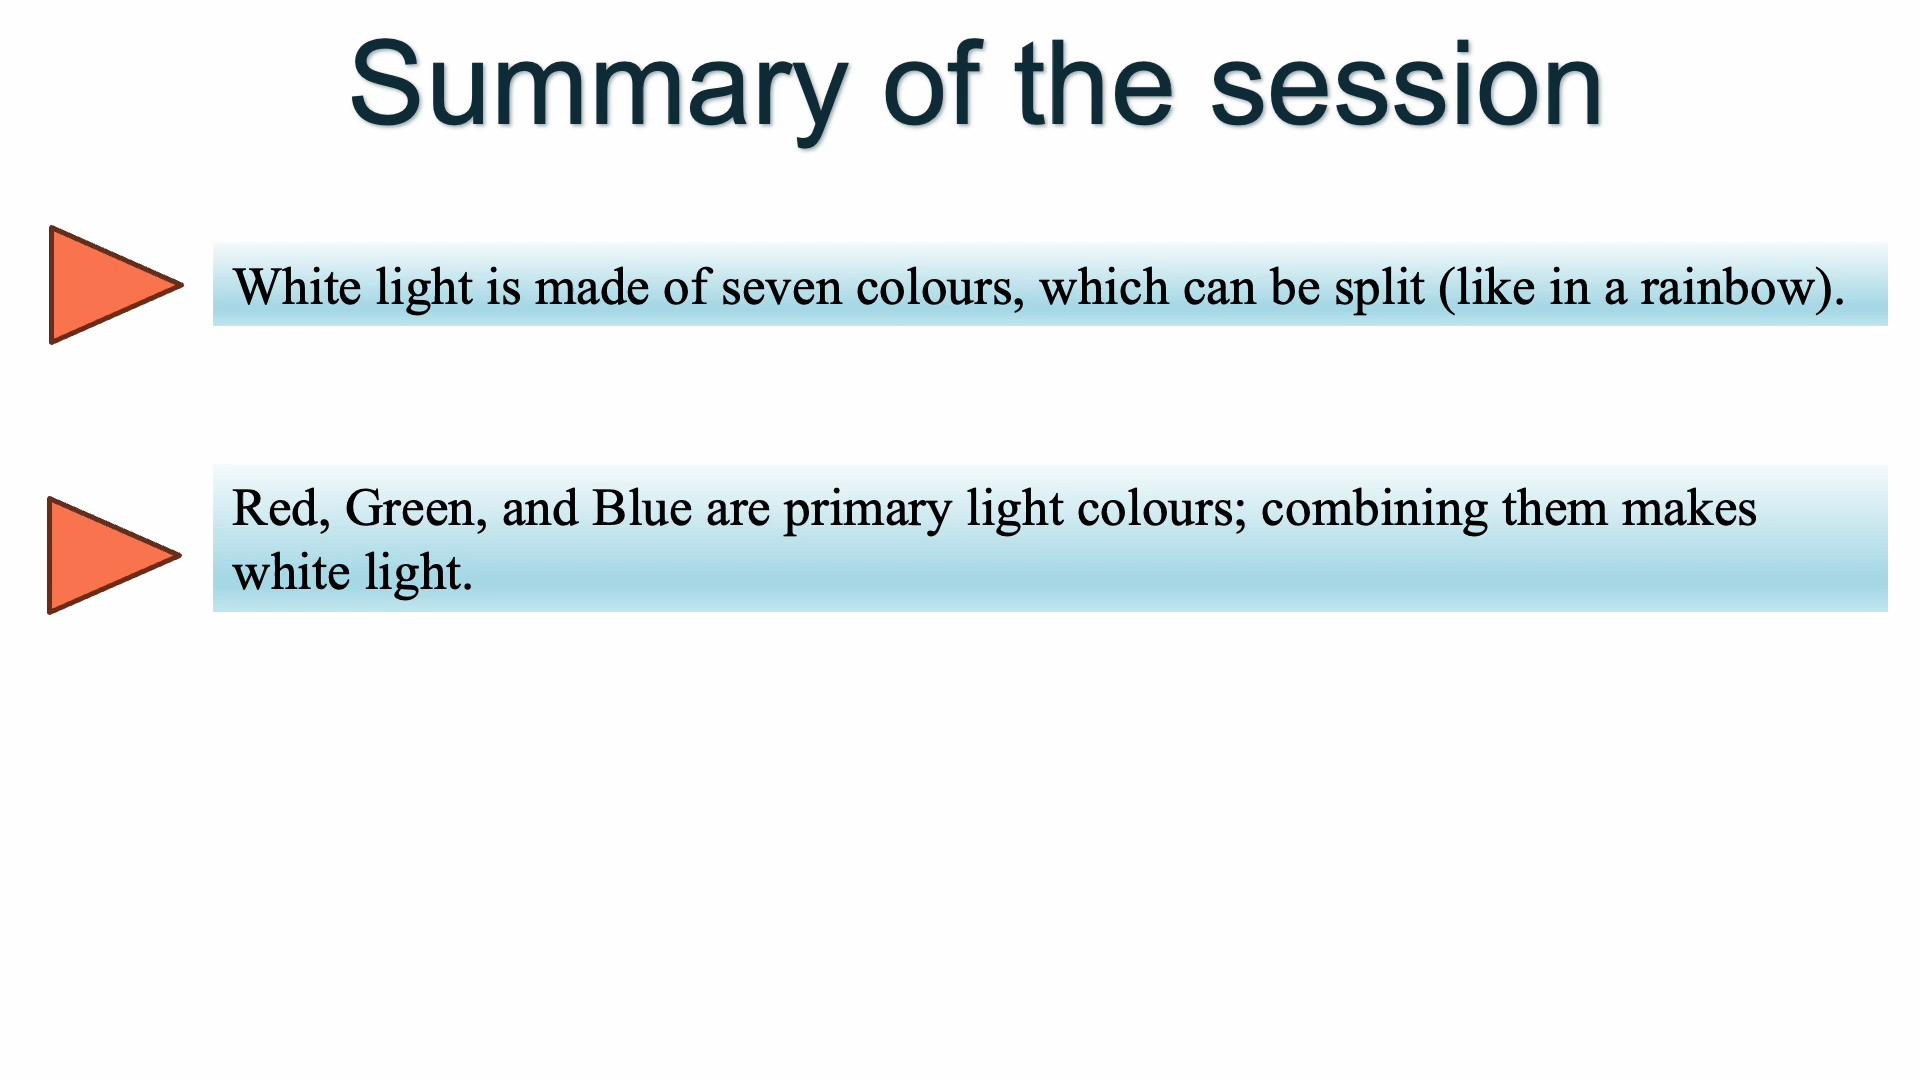 Summary of the session
White light is made of seven colours, which can be split (like in a rainbow).
Red, Green, and Blue are primary light colours; combining them makes
white light.